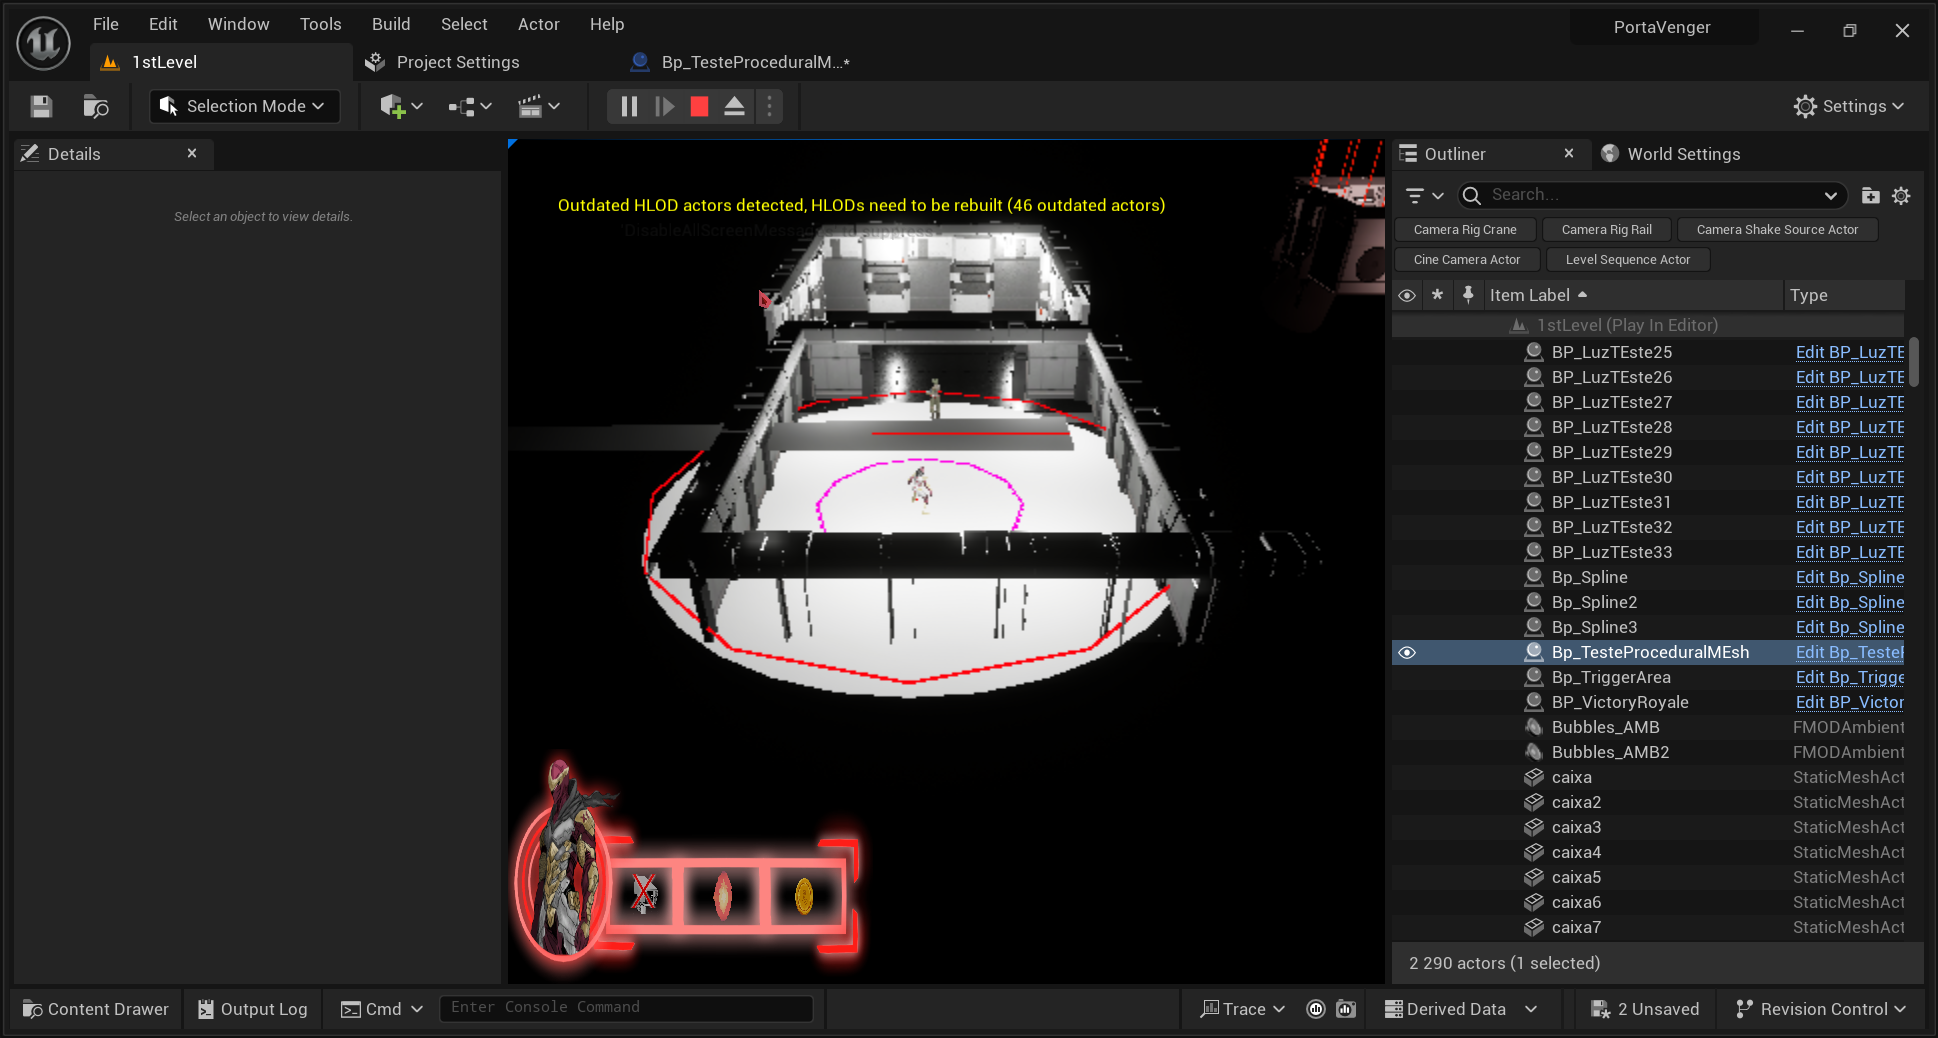 File Edit Window Tools Build Select Actor Help
PortaVenger
1stLevel
Project Settings
Bp_TesteProceduralM...*
Selection Mode
Settings
Details
Select an object to view details.
Outdated HLOD actors detected, HLODs need to be rebuilt (46 outdated actors)
'DisableAllScreenMessages' to suppress
Outliner
World Settings
Search...
Camera Rig Crane
Camera Rig Rail
Camera Shake Source Actor
Cine Camera Actor
Level Sequence Actor
Item Label
Type
1stLevel (Play In Editor)
BP_LuzTEste25 Edit BP_LuzTE
BP_LuzTEste26 Edit BP_LuzTE
BP_LuzTEste27 Edit BP_LuzTE
BP_LuzTEste28 Edit BP_LuzTE
BP_LuzTEste29 Edit BP_LuzTE
BP_LuzTEste30 Edit BP_LuzTE
BP_LuzTEste31 Edit BP_LuzTE
BP_LuzTEste32 Edit BP_LuzTE
BP_LuzTEste33 Edit BP_LuzTE
Bp_Spline Edit Bp_Spline
Bp_Spline2 Edit Bp_Spline
Bp_Spline3 Edit Bp_Spline
Bp_TesteProceduralMEsh Edit Bp_TesteP
Bp_TriggerArea Edit Bp_Trigge
BP_VictoryRoyale Edit BP_Victor
Bubbles_AMB FMODAmbient
Bubbles_AMB2 FMODAmbient
caixa StaticMeshAct
caixa2 StaticMeshAct
caixa3 StaticMeshAct
caixa4 StaticMeshAct
caixa5 StaticMeshAct
caixa6 StaticMeshAct
caixa7 StaticMeshAct
2 290 actors (1 selected)
Content Drawer
Output Log
Cmd
Enter Console Command
Trace
Derived Data
2 Unsaved
Revision Control